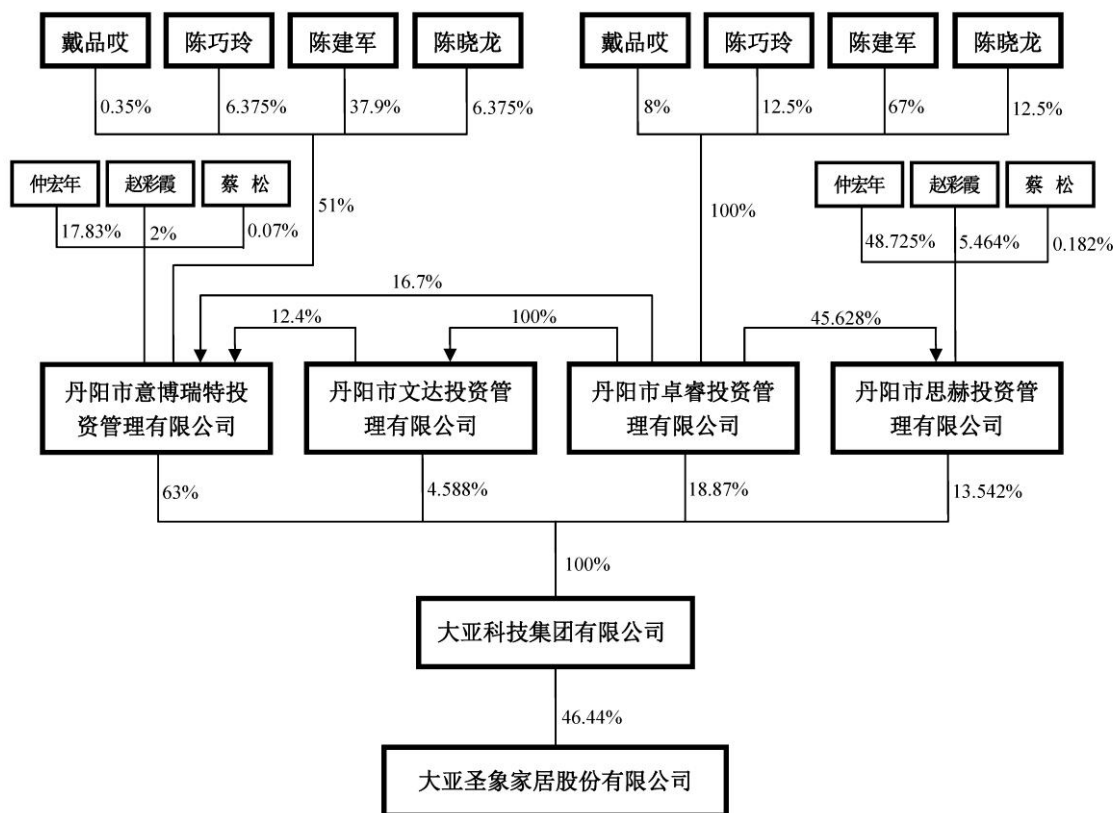 戴品哎 陈巧玲 陈建军 陈晓龙 戴品哎 陈巧玲 陈建军 陈晓龙
0.35% 6.375% 37.9% 6.375% 8% 12.5% 67% 12.5%
仲宏年 赵彩霞 蔡 松 51% 100% 仲宏年 赵彩霞 蔡 松
17.83% 2% 0.07% 48.725% 5.464% 0.182%
16.7%
12.4% 100% 45.628%
丹阳市意博瑞特投 丹阳市文达投资管 丹阳市卓睿投资管 丹阳市思赫投资管
资管理有限公司 理有限公司 理有限公司 理有限公司
63% 4.588% 18.87% 13.542%
100%
大亚科技集团有限公司
46.44%
大亚圣象家居股份有限公司